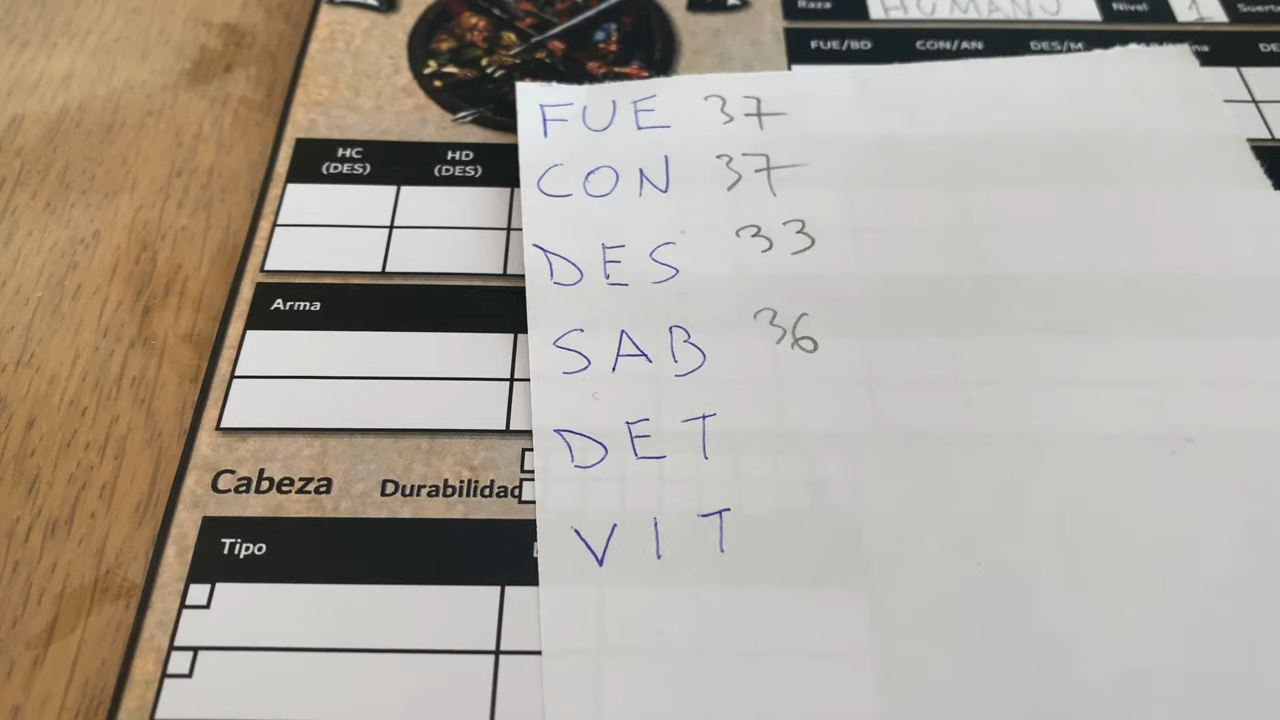 Raza HUMANO Nivel 1
FUE/BD CON/AN DES/M
HC (DES) HD (DES)
FUE 37
CON 37
DES 33
SAB 36
DET
VIT
Arma
Cabeza Durabilidad
Tipo